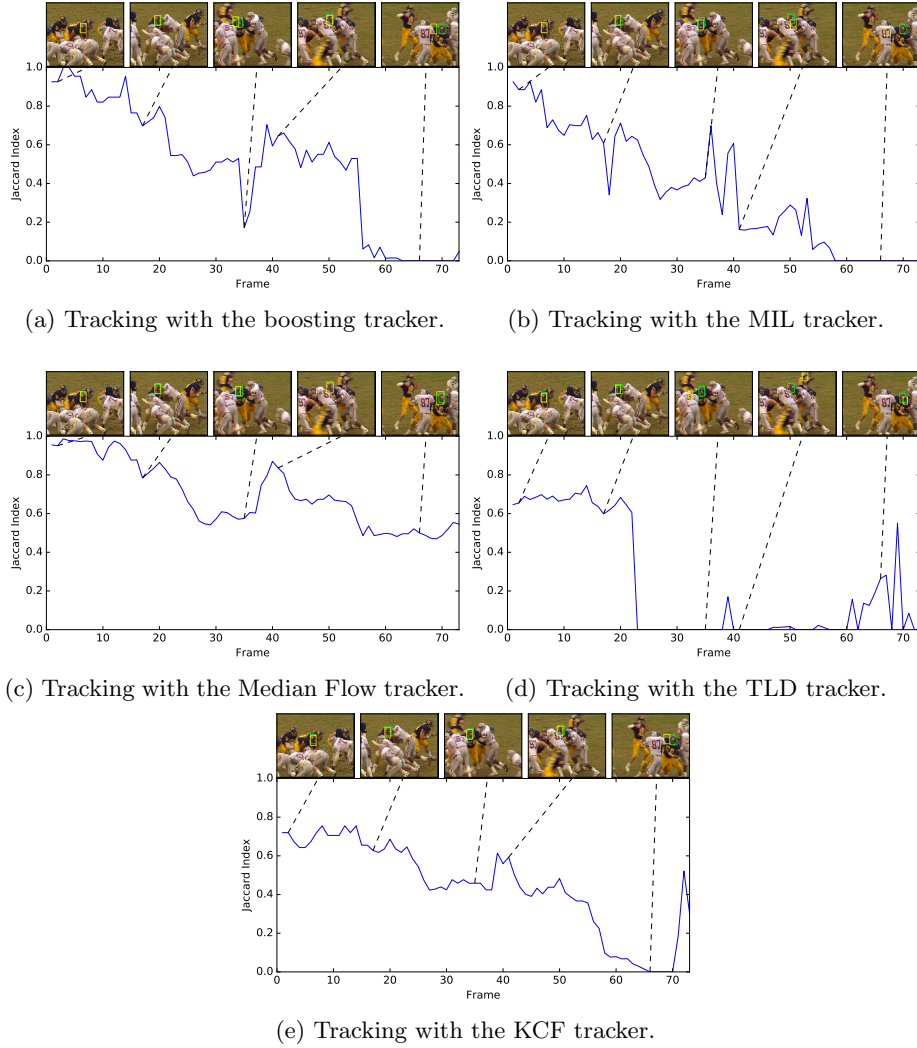 1.0
0.8
0.6
0.4
0.2
0.0
Jaccard Index
0 10 20 30 40 50 60 70
Frame
(a) Tracking with the boosting tracker.
1.0
0.8
0.6
0.4
0.2
0.0
Jaccard Index
0 10 20 30 40 50 60 70
Frame
(b) Tracking with the MIL tracker.
1.0
0.8
0.6
0.4
0.2
0.0
Jaccard Index
0 10 20 30 40 50 60 70
Frame
(c) Tracking with the Median Flow tracker.
1.0
0.8
0.6
0.4
0.2
0.0
Jaccard Index
0 10 20 30 40 50 60 70
Frame
(d) Tracking with the TLD tracker.
1.0
0.8
0.6
0.4
0.2
0.0
Jaccard Index
0 10 20 30 40 50 60 70
Frame
(e) Tracking with the KCF tracker.